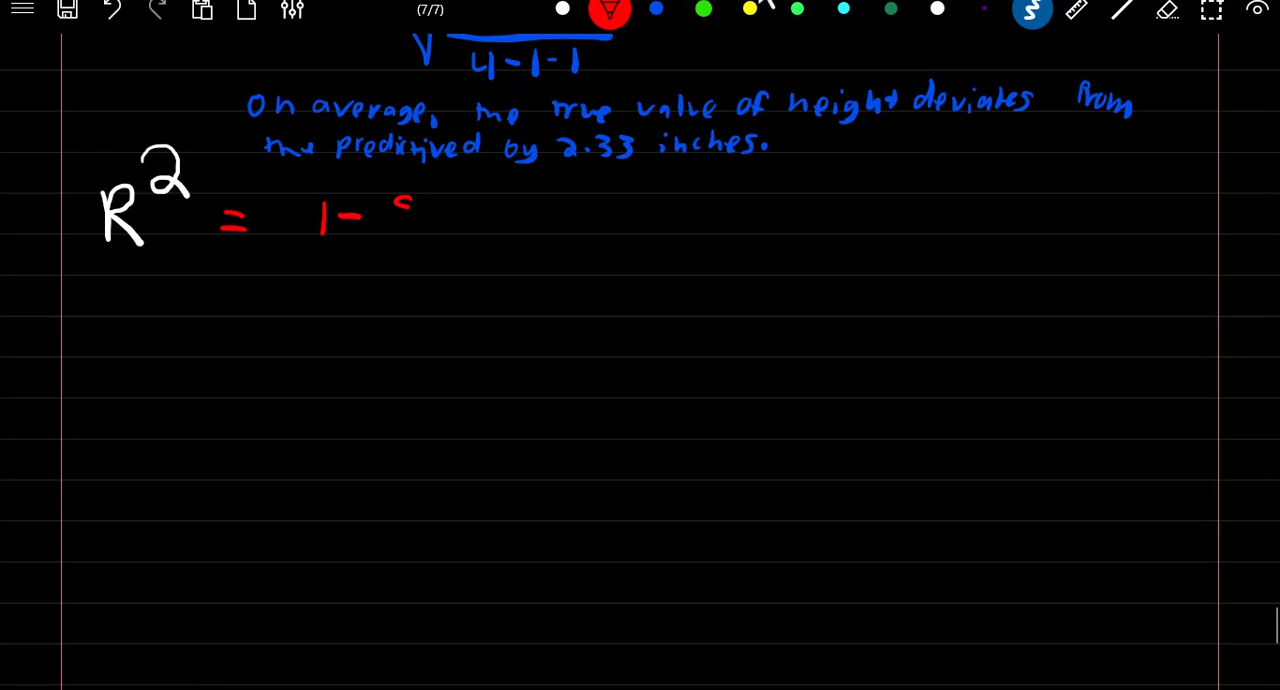 (7/7)
√ 4-1-1
On average, the true value of height deviates from
the predictived by 2.33 inches.
R² = 1-